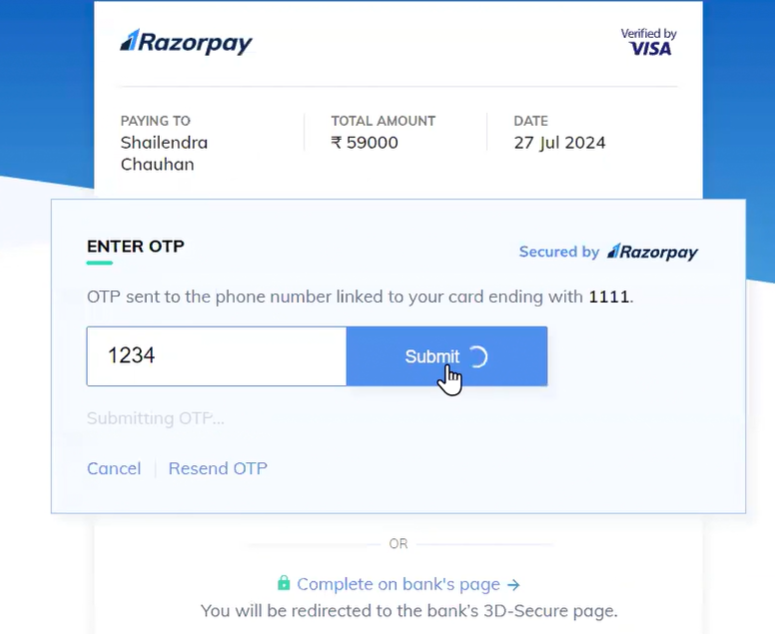 Razorpay
Verified by
VISA
PAYING TO
Shailendra
Chauhan
TOTAL AMOUNT
₹ 59000
DATE
27 Jul 2024
ENTER OTP
Secured by Razorpay
OTP sent to the phone number linked to your card ending with 1111.
1234
Submit
Submitting OTP...
Cancel
Resend OTP
OR
Complete on bank's page →
You will be redirected to the bank's 3D-Secure page.